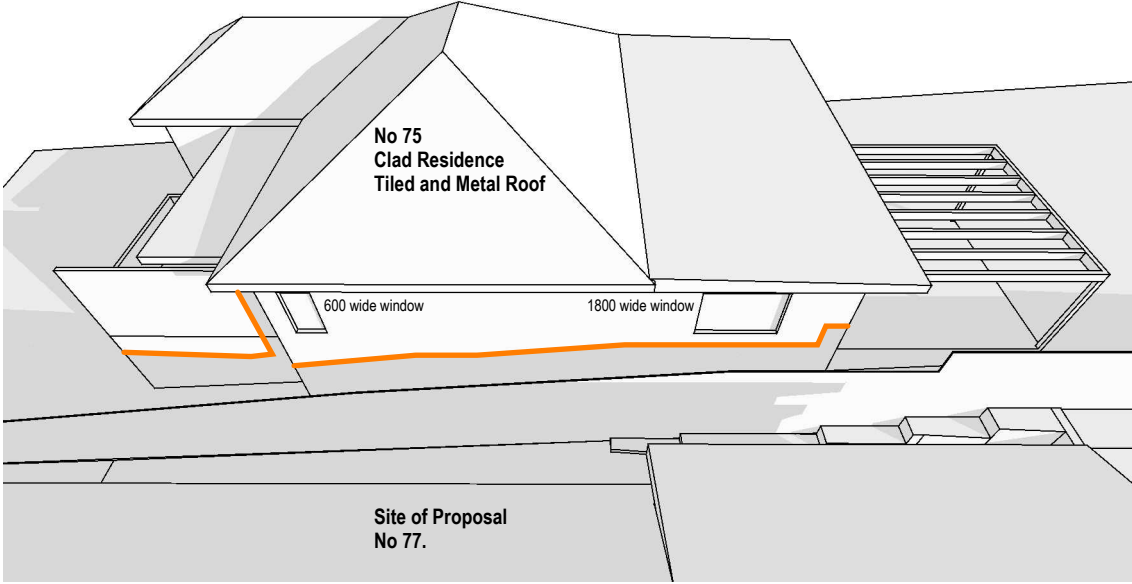 No 75
Clad Residence
Tiled and Metal Roof
600 wide window
1800 wide window
Site of Proposal
No 77.